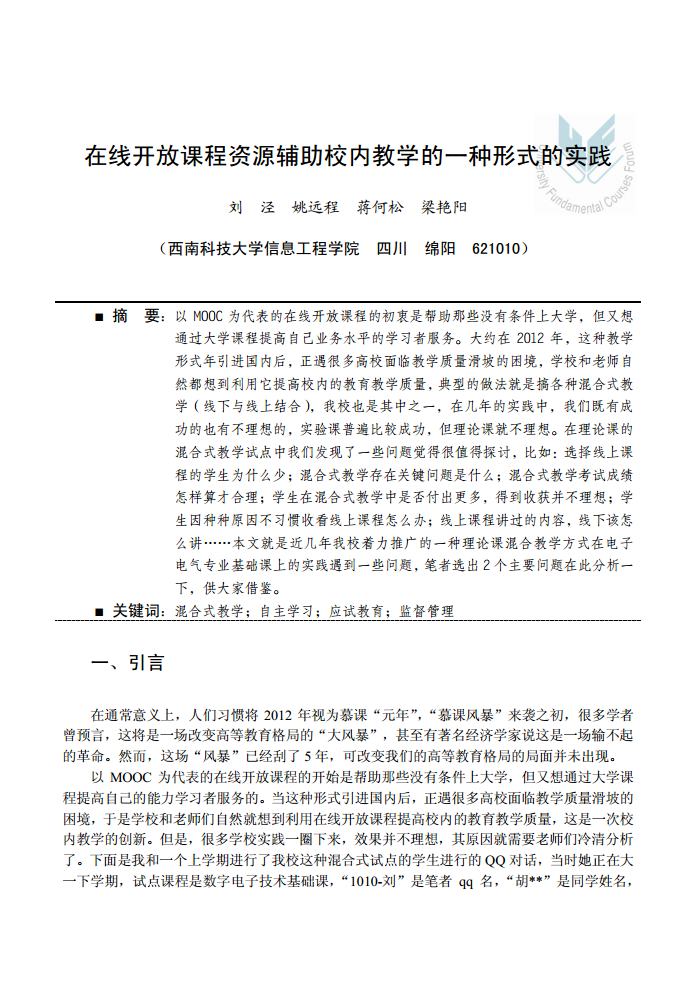 在线开放课程资源辅助校内教学的一种形式的实践
University Fundamental Courses Forum
刘 泾 姚远程 蒋何松 梁艳阳
（西南科技大学信息工程学院 四川 绵阳 621010）
■ 摘 要：以 MOOC 为代表的在线开放课程的初衷是帮助那些没有条件上大学，但又想
通过大学课程提高自己业务水平的学习者服务。大约在 2012 年，这种教学
形式年引进国内后，正遇很多高校面临教学质量滑坡的困境，学校和老师自
然都想到利用它提高校内的教育教学质量，典型的做法就是搞各种混合式教
学（线下与线上结合），我校也是其中之一，在几年的实践中，我们既有成
功的也有不理想的，实验课普遍比较成功，但理论课就不理想。在理论课的
混合式教学试点中我们发现了一些问题觉得很值得探讨，比如：选择线上课
程的学生为什么少；混合式教学存在关键问题是什么；混合式教学考试成绩
怎样算才合理；学生在混合式教学中是否付出更多，得到收获并不理想；学
生因种种原因不习惯收看线上课程怎么办；线上课程讲过的内容，线下该怎
么讲……本文就是近几年我校着力推广的一种理论课混合教学方式在电子
电气专业基础课上的实践遇到一些问题，笔者选出 2 个主要问题在此分析一
下，供大家借鉴。
■ 关键词：混合式教学；自主学习；应试教育；监督管理
一、引言
在通常意义上，人们习惯将 2012 年视为慕课“元年”，“慕课风暴”来袭之初，很多学者
曾预言，这将是一场改变高等教育格局的“大风暴”，甚至有著名经济学家说这是一场输不起
的革命。然而，这场“风暴”已经刮了 5 年，可改变我们的高等教育格局的局面并未出现。
以 MOOC 为代表的在线开放课程的开始是帮助那些没有条件上大学，但又想通过大学课
程提高自己的能力学习者服务的。当这种形式引进国内后，正遇很多高校面临教学质量滑坡的
困境，于是学校和老师们自然就想到利用在线开放课程提高校内的教育教学质量，这是一次校
内教学的创新。但是，很多学校实践一圈下来，效果并不理想，其原因就需要老师们冷清分析
了。下面是我和一个上学期进行了我校这种混合式试点的学生进行的 QQ 对话，当时她正在大
一下学期，试点课程是数字电子技术基础课，“1010-刘”是笔者 qq 名，“胡**”是同学姓名，